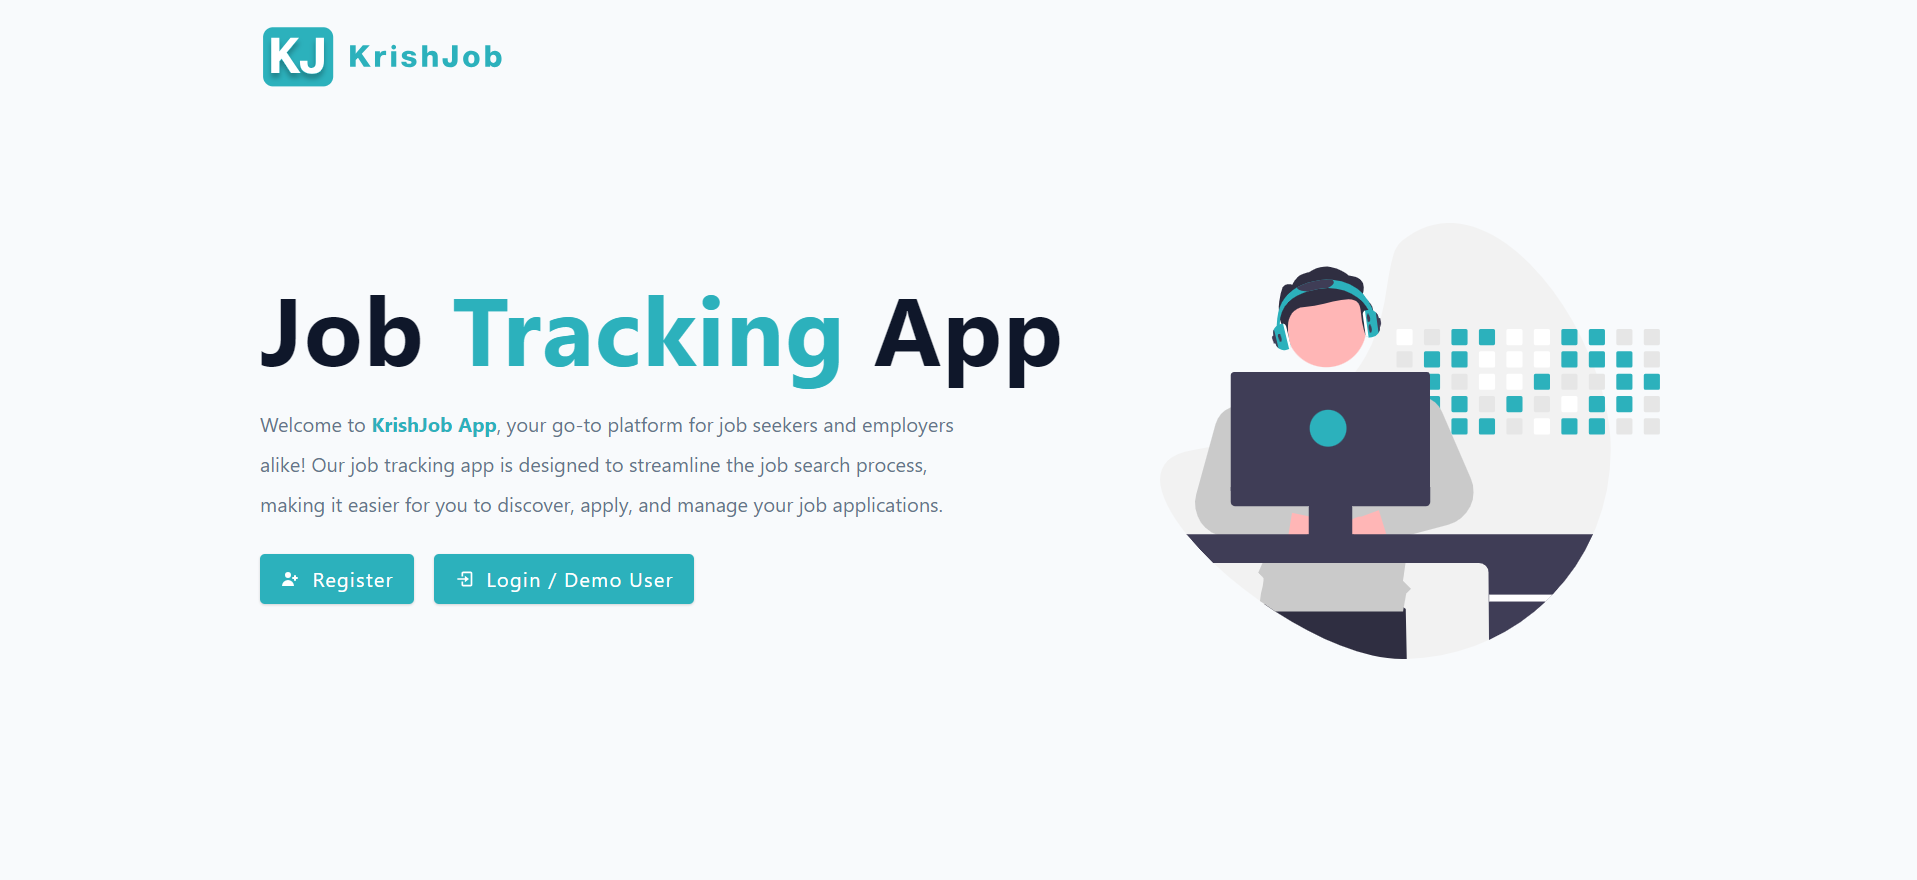 KJ KrishJob
Job Tracking App
Welcome to KrishJob App, your go-to platform for job seekers and employers
alike! Our job tracking app is designed to streamline the job search process,
making it easier for you to discover, apply, and manage your job applications.
Register
Login / Demo User